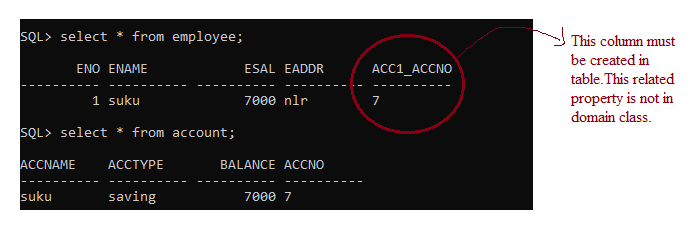 SQL> select * from employee;
ENO ENAME ESAL EADDR ACC1_ACCNO
---------- ---------- ---------- ---------- ----------
1 suku 7000 nlr 7
SQL> select * from account;
ACCNAME ACCTYPE BALANCE ACCNO
---------- ---------- ---------- ----------
suku saving 7000 7
This column must
be created in
table.This related
property is not in
domain class.